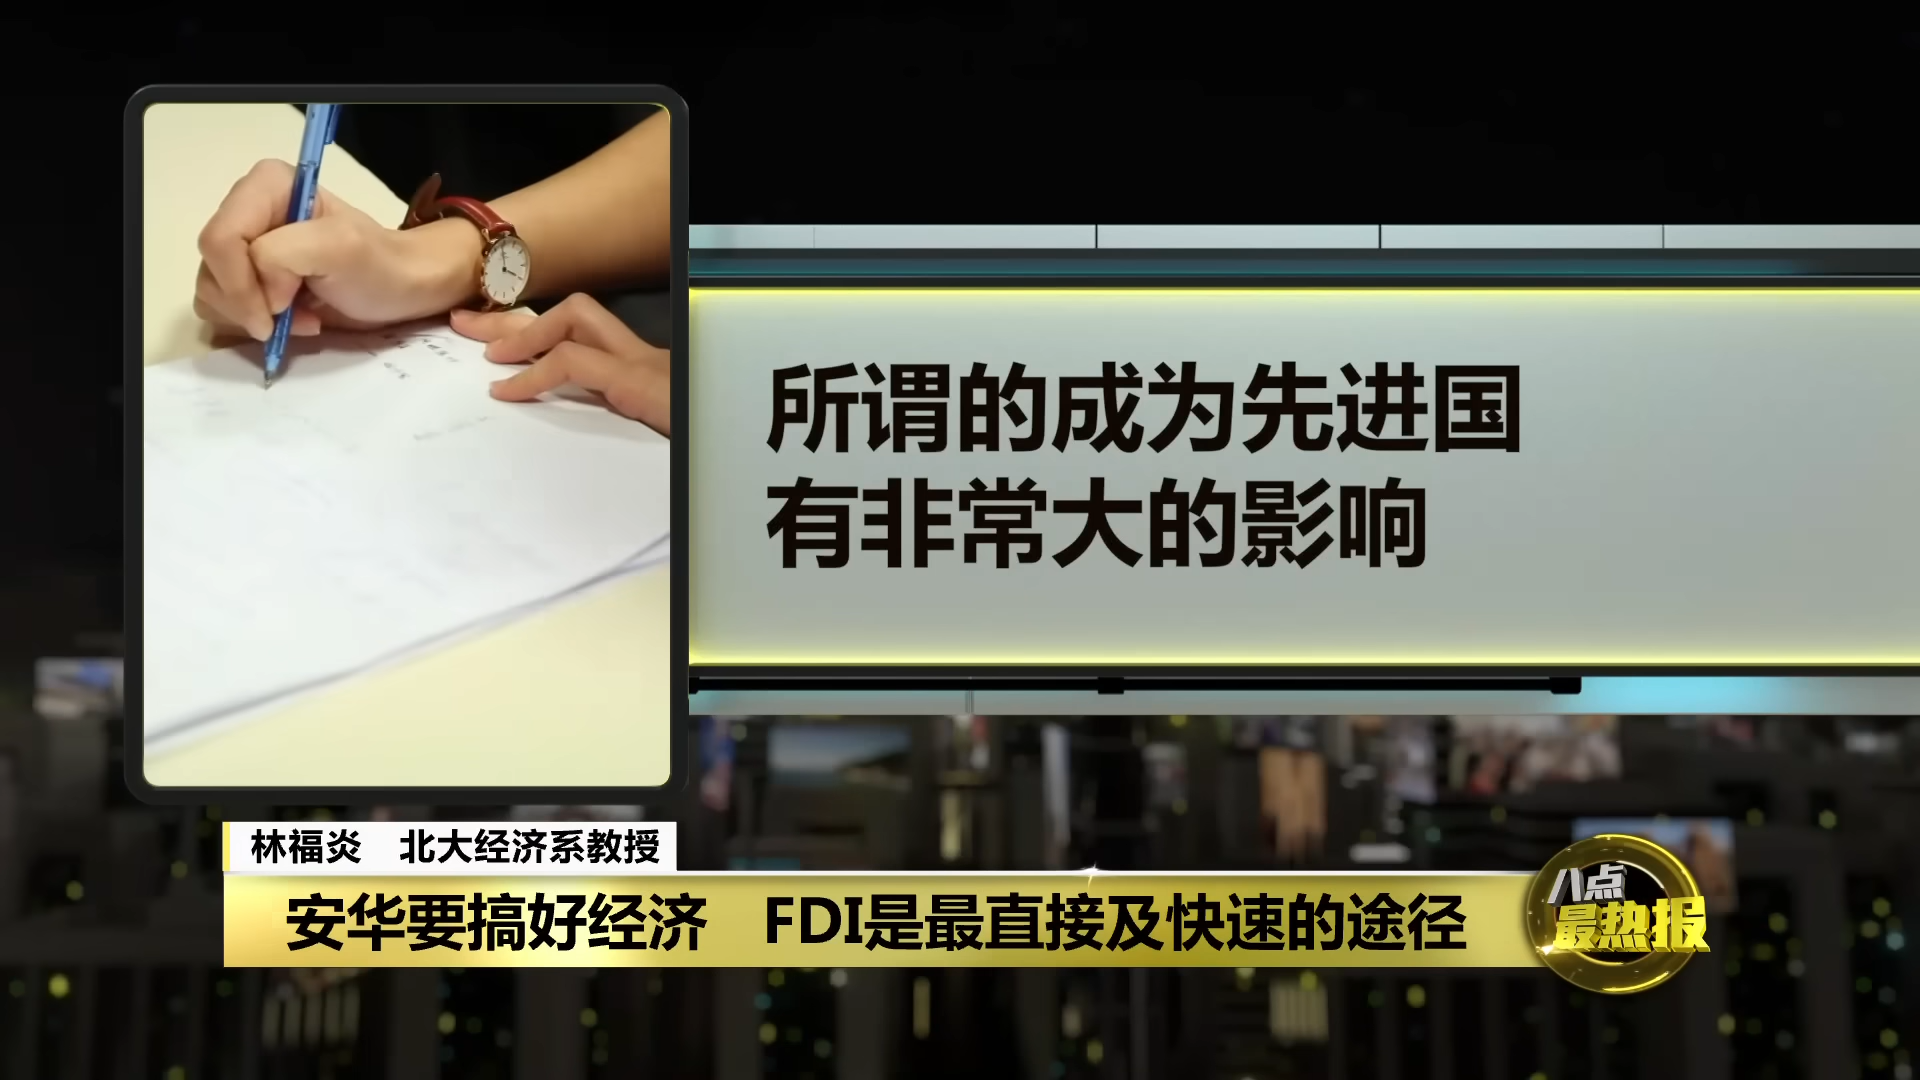 所谓的成为先进国
有非常大的影响
林福炎 北大经济系教授
安华要搞好经济 FDI是最直接及快速的途径
八点
最热报